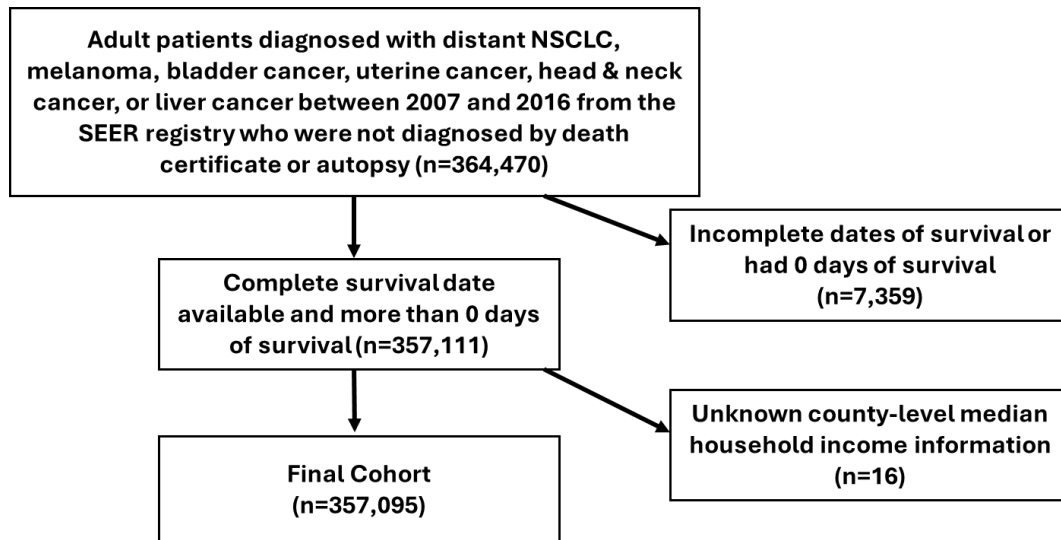 Adult patients diagnosed with distant NSCLC,
melanoma, bladder cancer, uterine cancer, head & neck
cancer, or liver cancer between 2007 and 2016 from the
SEER registry who were not diagnosed by death
certificate or autopsy (n=364,470)
Incomplete dates of survival or
had 0 days of survival
(n=7,359)
Complete survival date
available and more than 0 days
of survival (n=357,111)
Unknown county-level median
household income information
(n=16)
Final Cohort
(n=357,095)